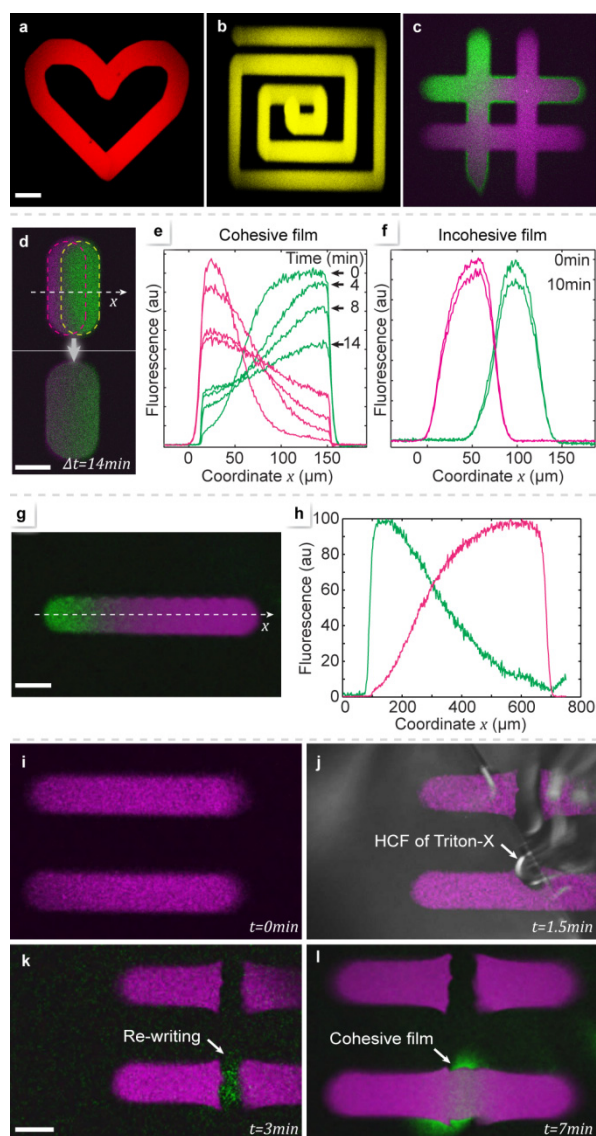 a
b
c
d
x
Δt=14min
e
Cohesive film
Time (min)
0
4
8
14
Fluorescence (au)
0
50
100
150
Coordinate x (μm)
f
Incohesive film
0min
10min
Fluorescence (au)
0
50
100
150
Coordinate x (μm)
g
x
h
100
80
60
40
20
0
Fluorescence (au)
0
200
400
600
800
Coordinate x (μm)
i
t=0min
j
HCF of Triton-X
t=1.5min
k
Re-writing
t=3min
l
Cohesive film
t=7min